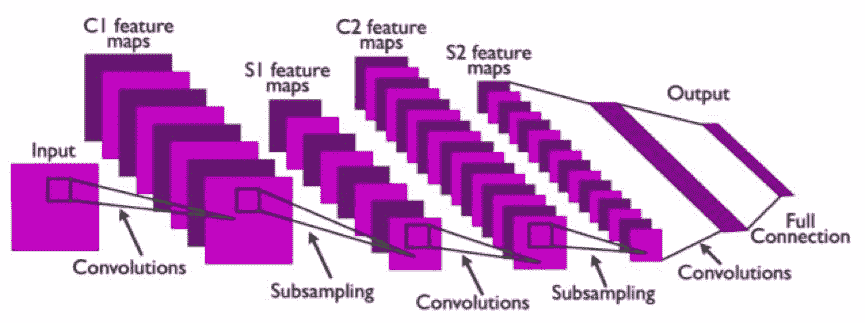 C1 feature
maps
S1 feature
maps
C2 feature
maps
S2 feature
maps
Output
Input
Convolutions
Subsampling
Convolutions
Subsampling
Convolutions
Full
Connection